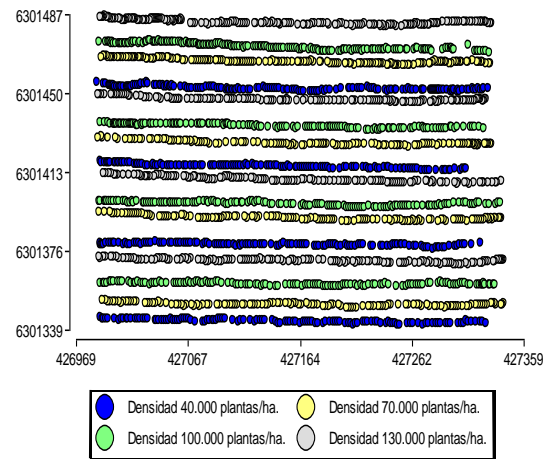 6301487
6301450
6301413
6301376
6301339
426969 427067 427164 427262 427359
Densidad 40.000 plantas/ha. Densidad 70.000 plantas/ha.
Densidad 100.000 plantas/ha. Densidad 130.000 plantas/ha.